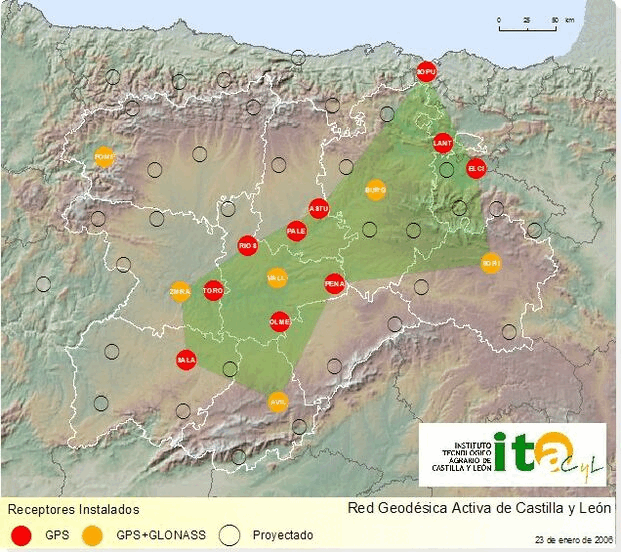 0 25 50 km
SOPU
LANT
ELCI
PONF
BURG
ASTU
PALE
RIOS
SORI
VALL
PENA
TORO
OLME
SALA
AVIL
INSTITUTO
TECNOLÓGICO
AGRARIO DE
CASTILLA Y LEÓN
ita
CyL
Receptores Instalados
Red Geodésica Activa de Castilla y León
GPS
GPS+GLONASS
Proyectado
23 de enero de 2006